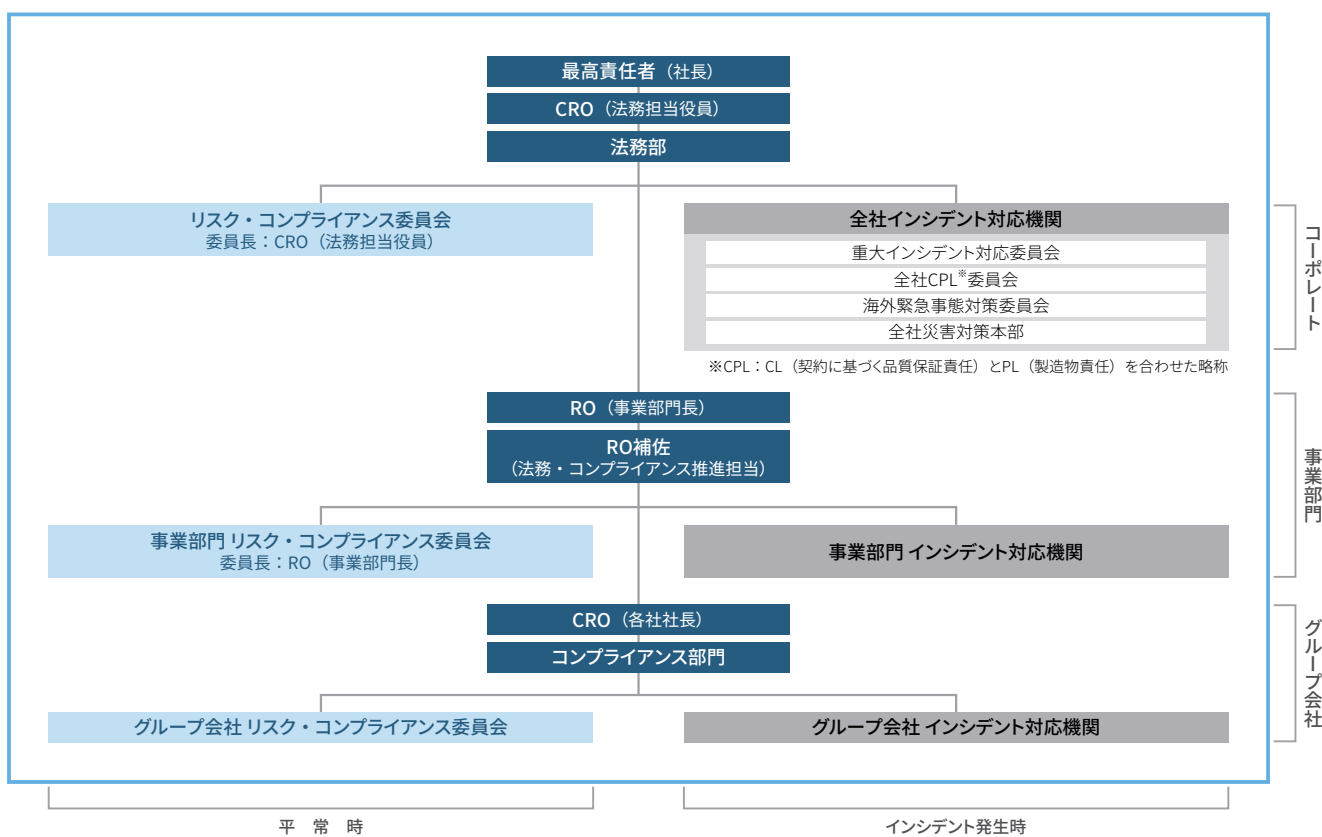 最高責任者（社長）
CRO（法務担当役員）
法務部
リスク・コンプライアンス委員会
委員長：CRO（法務担当役員）
全社インシデント対応機関
重大インシデント対応委員会
全社CPL※委員会
海外緊急事態対策委員会
全社災害対策本部
※CPL：CL（契約に基づく品質保証責任）とPL（製造物責任）を合わせた略称
コーポレート
RO（事業部門長）
RO補佐
（法務・コンプライアンス推進担当）
事業部門 リスク・コンプライアンス委員会
委員長：RO（事業部門長）
事業部門 インシデント対応機関
事業部門
CRO（各社社長）
コンプライアンス部門
グループ会社 リスク・コンプライアンス委員会
グループ会社 インシデント対応機関
グループ会社
平常時
インシデント発生時